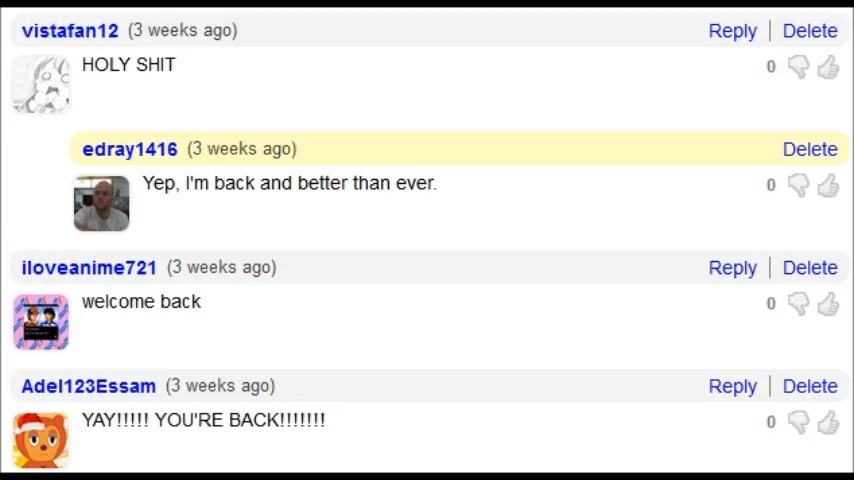 vistafan12 (3 weeks ago) Reply | Delete
HOLY SHIT 0
edray1416 (3 weeks ago) Delete
Yep, I'm back and better than ever. 0
iloveanime721 (3 weeks ago) Reply | Delete
welcome back 0
Adel123Essam (3 weeks ago) Reply | Delete
YAY!!!!! YOU'RE BACK!!!!!!! 0